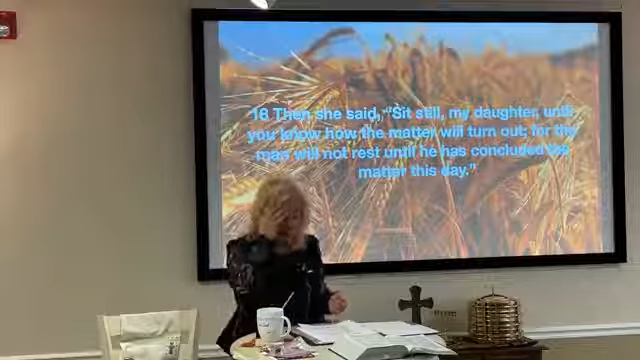 18 Then she said, “Sit still, my daughter, until
you know how the matter will turn out; for the
man will not rest until he has concluded the
matter this day.”